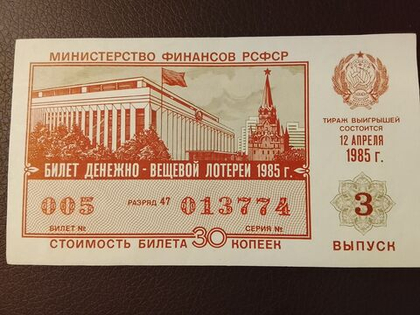 МИНИСТЕРСТВО ФИНАНСОВ РСФСР
ТИРАЖ ВЫИГРЫШЕЙ
СОСТОИТСЯ
12 АПРЕЛЯ
1985 г.
БИЛЕТ ДЕНЕЖНО - ВЕЩЕВОЙ ЛОТЕРЕИ 1985 г.
005 РАЗРЯД 47 013774
БИЛЕТ № СЕРИЯ №
СТОИМОСТЬ БИЛЕТА 30 КОПЕЕК
3
ВЫПУСК